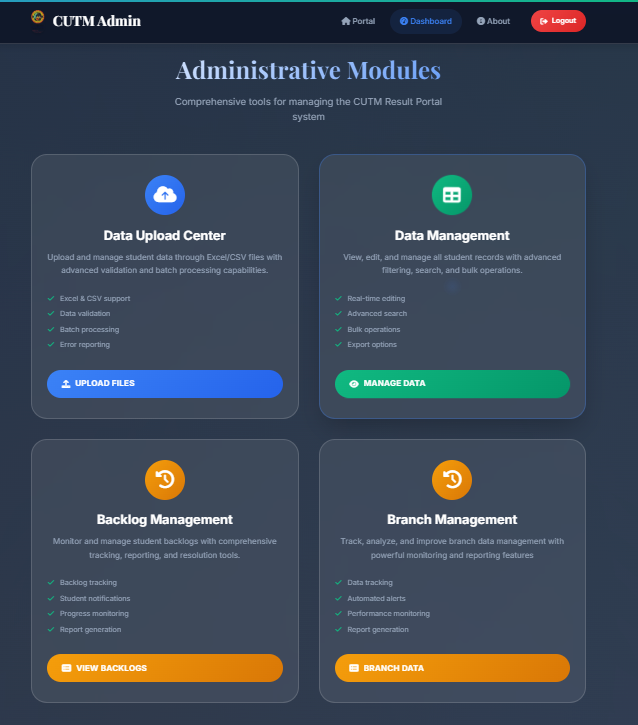 CUTM Admin
Portal
Dashboard
About
Logout
Administrative Modules
Comprehensive tools for managing the CUTM Result Portal
system
Data Upload Center
Upload and manage student data through Excel/CSV files with
advanced validation and batch processing capabilities.
Excel & CSV support
Data validation
Batch processing
Error reporting
UPLOAD FILES
Data Management
View, edit, and manage all student records with advanced
filtering, search, and bulk operations.
Real-time editing
Advanced search
Bulk operations
Export options
MANAGE DATA
Backlog Management
Monitor and manage student backlogs with comprehensive
tracking, reporting, and resolution tools.
Backlog tracking
Student notifications
Progress monitoring
Report generation
VIEW BACKLOGS
Branch Management
Track, analyze, and improve branch data management with
powerful monitoring and reporting features
Data tracking
Automated alerts
Performance monitoring
Report generation
BRANCH DATA